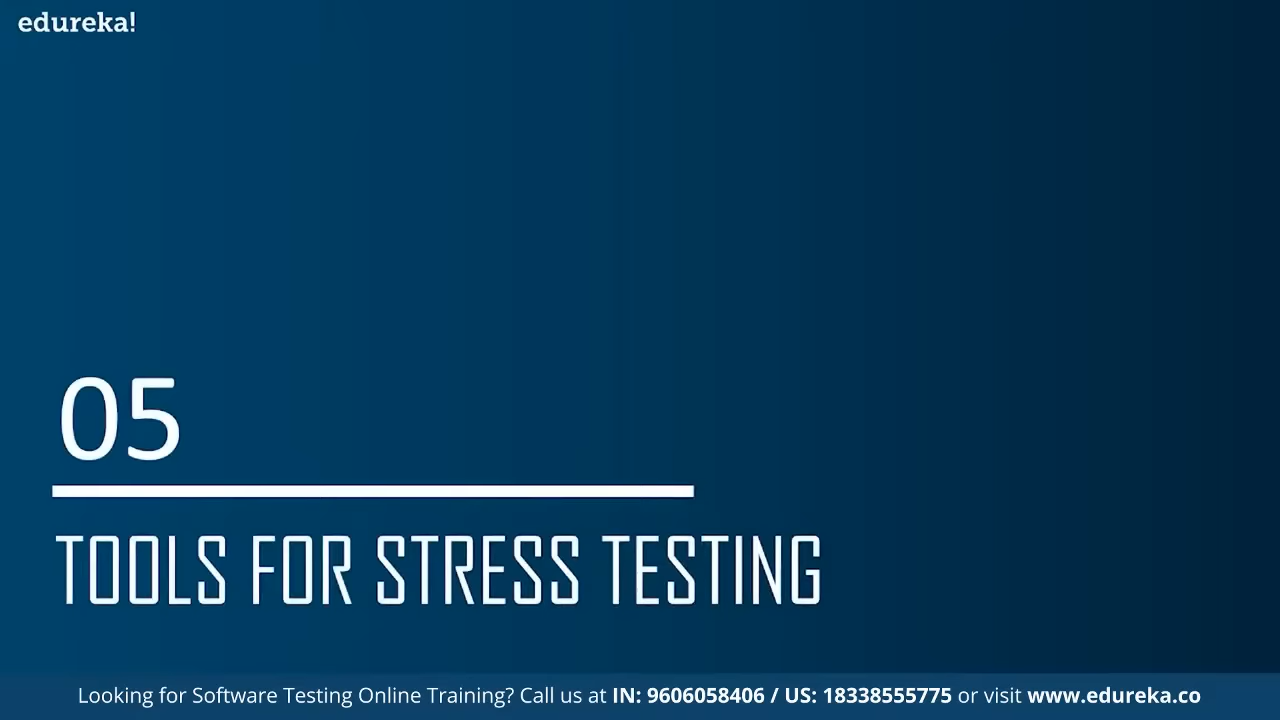 edureka!
05
TOOLS FOR STRESS TESTING
Looking for Software Testing Online Training? Call us at IN: 9606058406 / US: 18338555775 or visit www.edureka.co